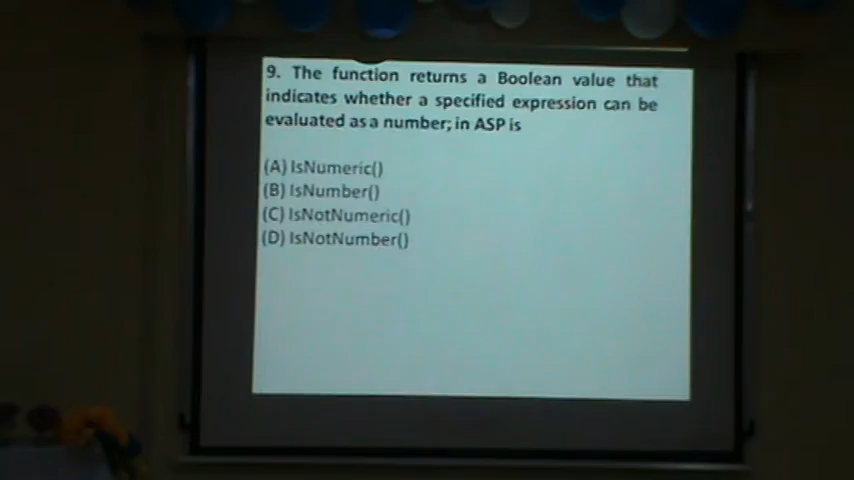 9. The function returns a Boolean value that
indicates whether a specified expression can be
evaluated as a number; in ASP is
(A) IsNumeric()
(B) IsNumber()
(C) IsNotNumeric()
(D) IsNotNumber()